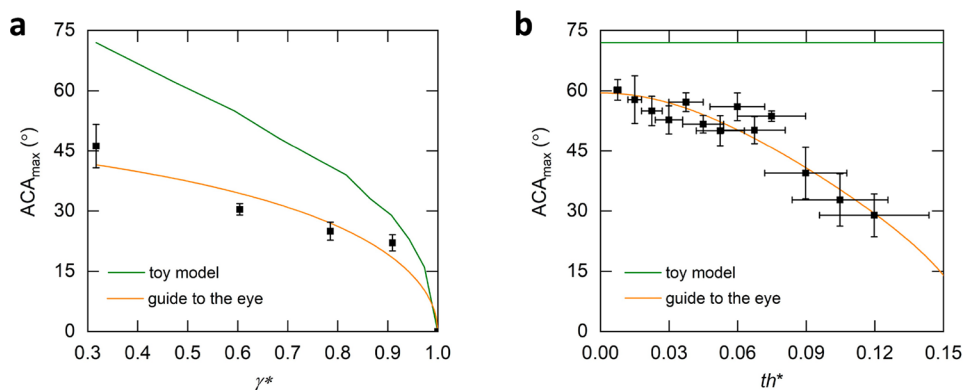 a
75
60
45
30
15
0
ACAmax (°)
toy model
guide to the eye
0.3 0.4 0.5 0.6 0.7 0.8 0.9 1.0
γ*
b
75
60
45
30
15
0
ACAmax (°)
toy model
guide to the eye
0.00 0.03 0.06 0.09 0.12 0.15
th*